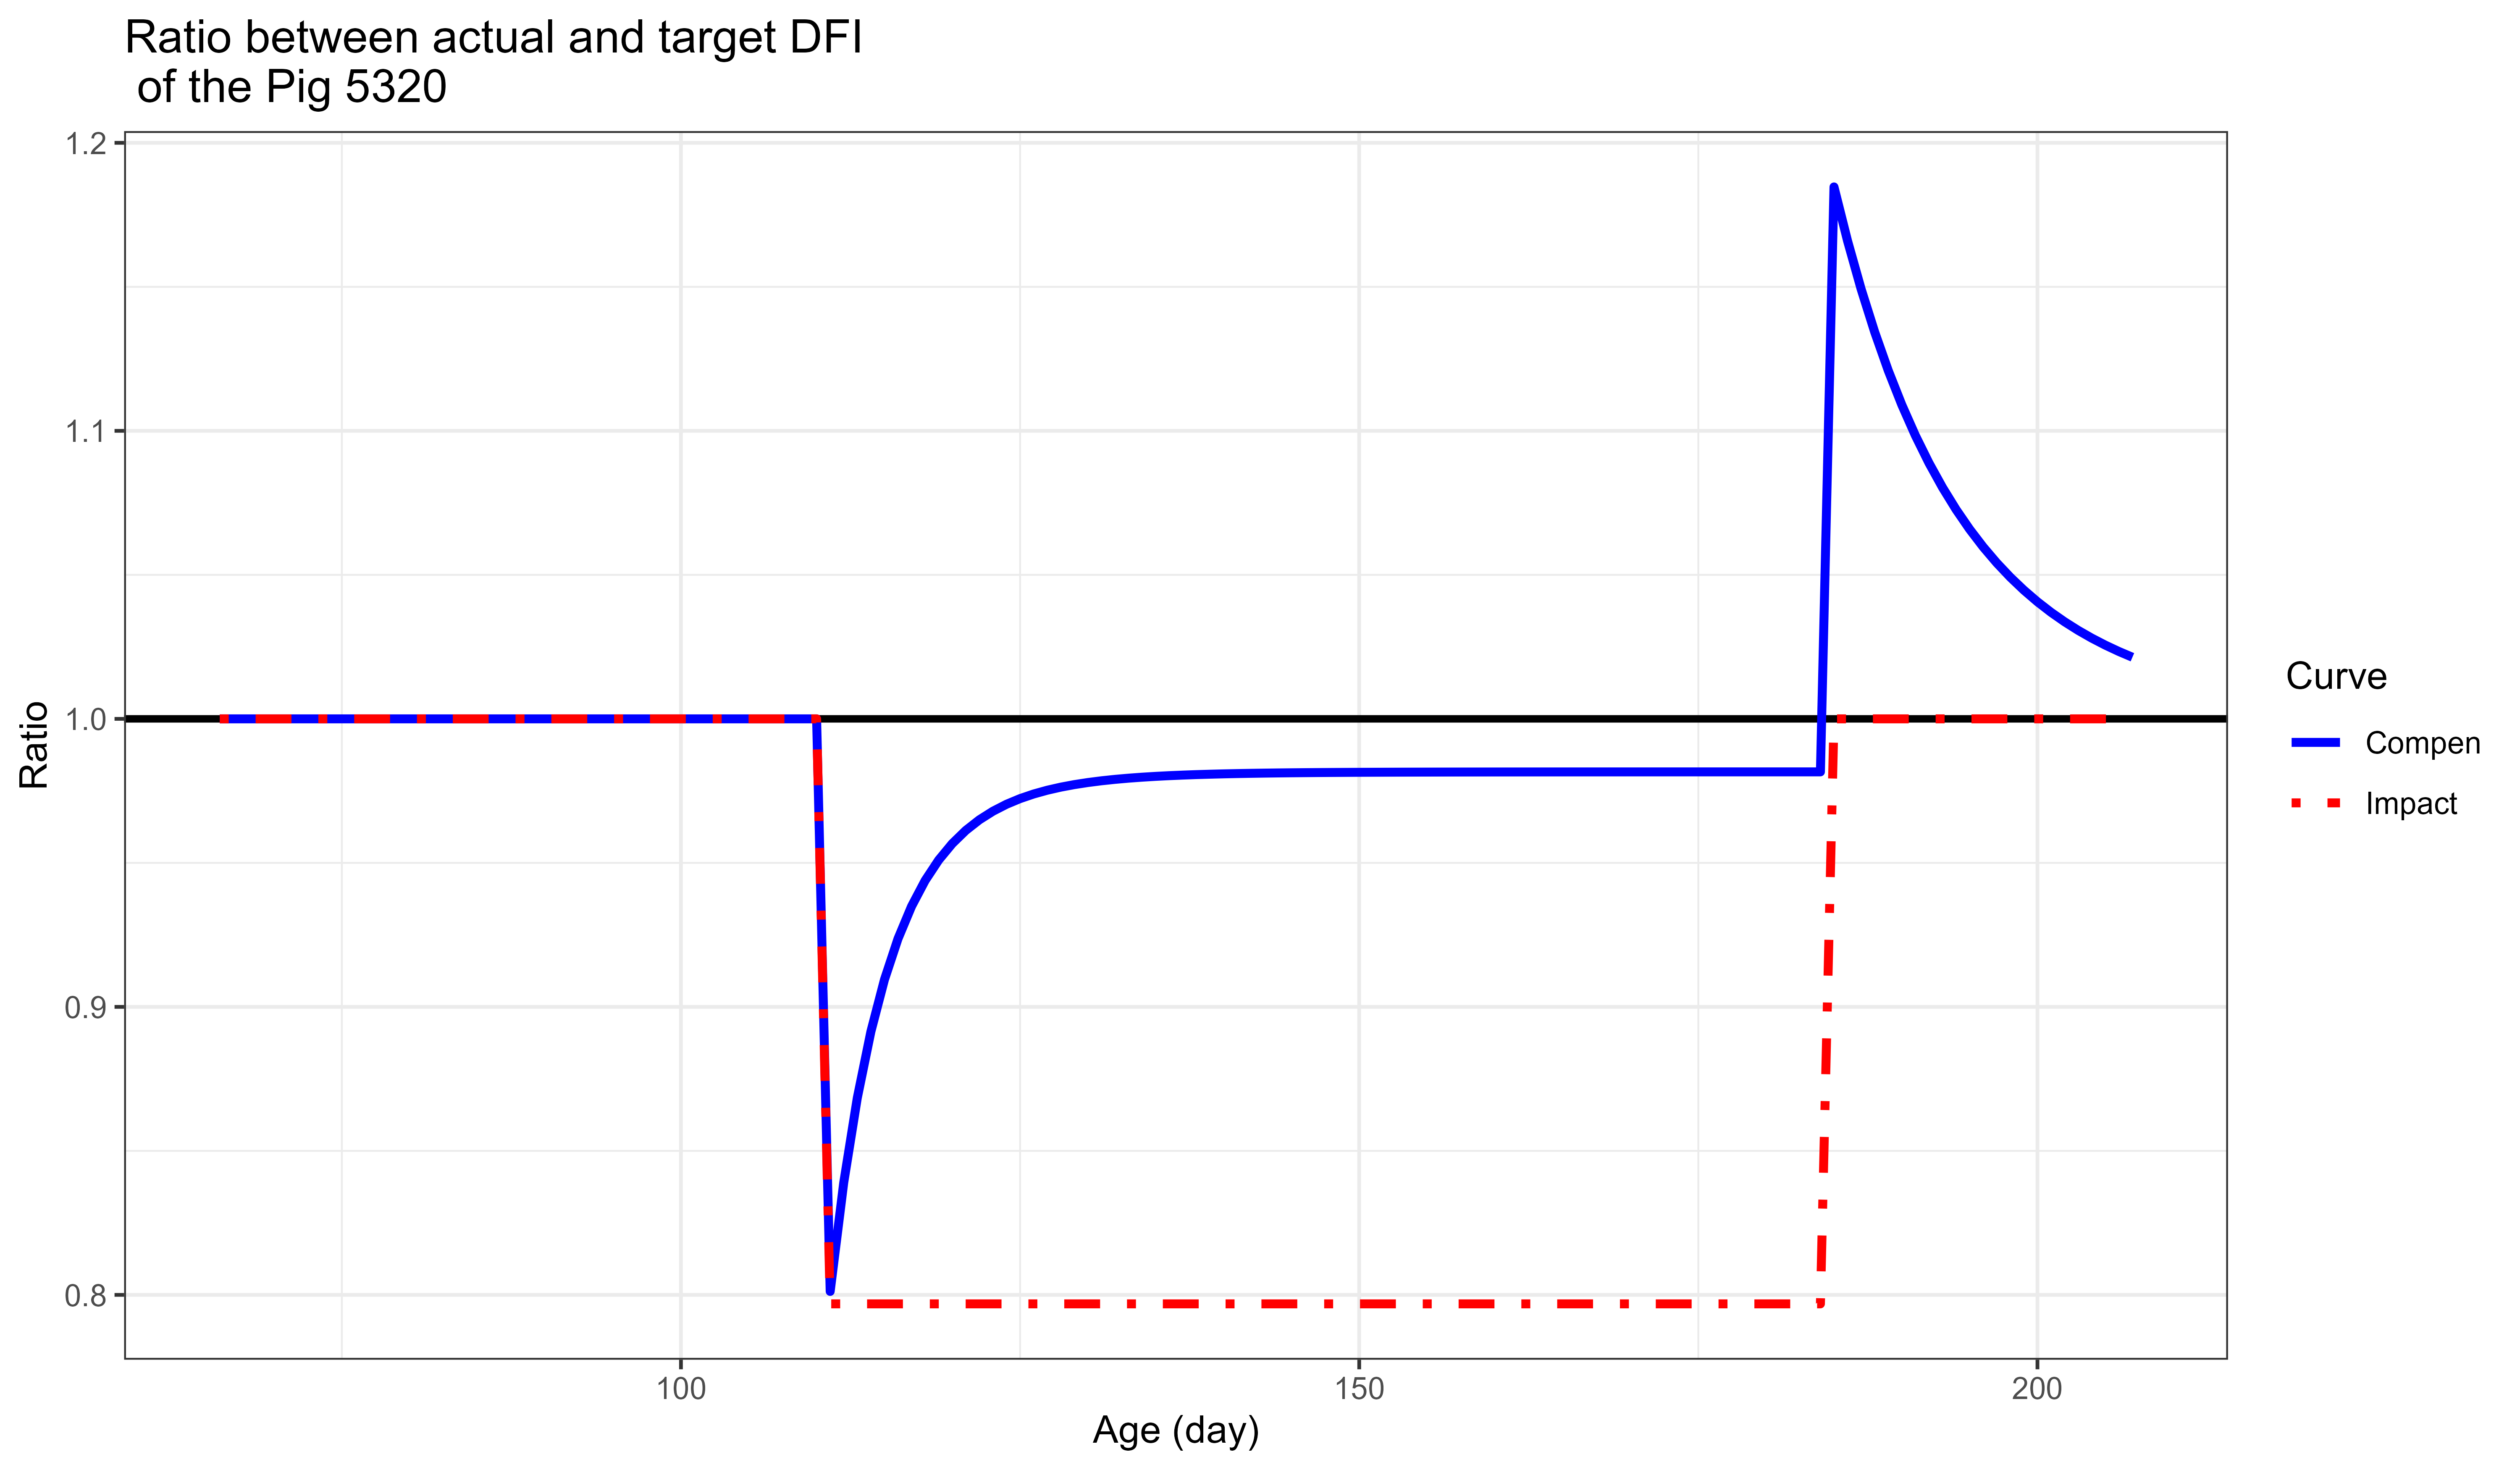 Ratio between actual and target DFI
of the Pig 5320
1.2
1.1
1.0
0.9
0.8
Ratio
100
150
200
Age (day)
Curve
Compen
Impact